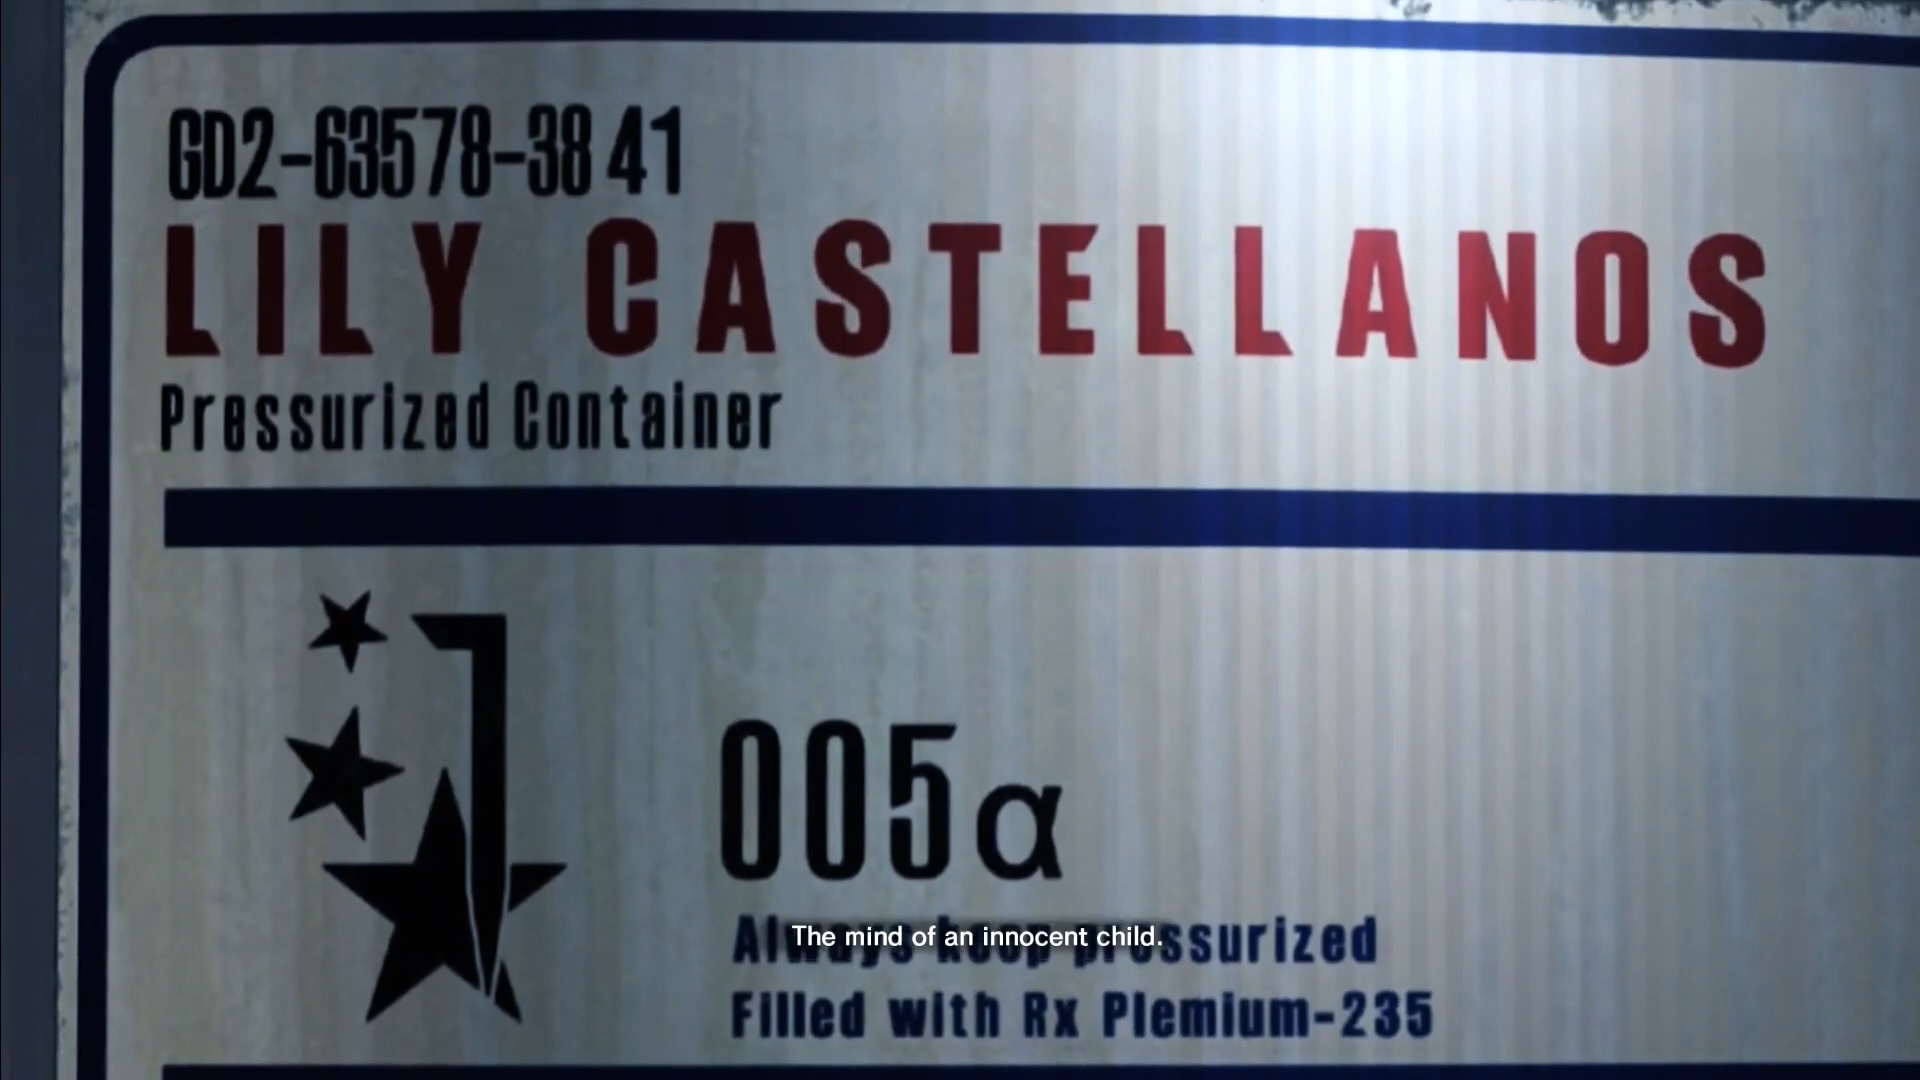 GD2-63578-38 41
LILY CASTELLANOS
Pressurized Container
005α
Always keep pressurized
The mind of an innocent child.
Filled with Rx Plemium-235